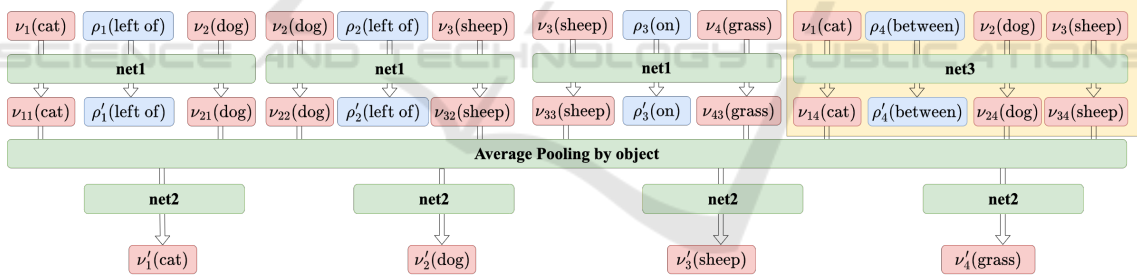 ν₁(cat) ρ₁(left of) ν₂(dog) ν₂(dog) ρ₂(left of) ν₃(sheep) ν₃(sheep) ρ₃(on) ν₄(grass) ν₁(cat) ρ₄(between) ν₂(dog) ν₃(sheep)
SCIENCE AND TECHNOLOGY PUBLICATIONS
net1 net1 net1 net3
ν₁₁(cat) ρ′₁(left of) ν₂₁(dog) ν₂₂(dog) ρ′₂(left of) ν₃₂(sheep) ν₃₃(sheep) ρ′₃(on) ν₄₃(grass) ν₁₄(cat) ρ′₄(between) ν₂₄(dog) ν₃₄(sheep)
Average Pooling by object
net2 net2 net2 net2
ν′₁(cat) ν′₂(dog) ν′₃(sheep) ν′₄(grass)